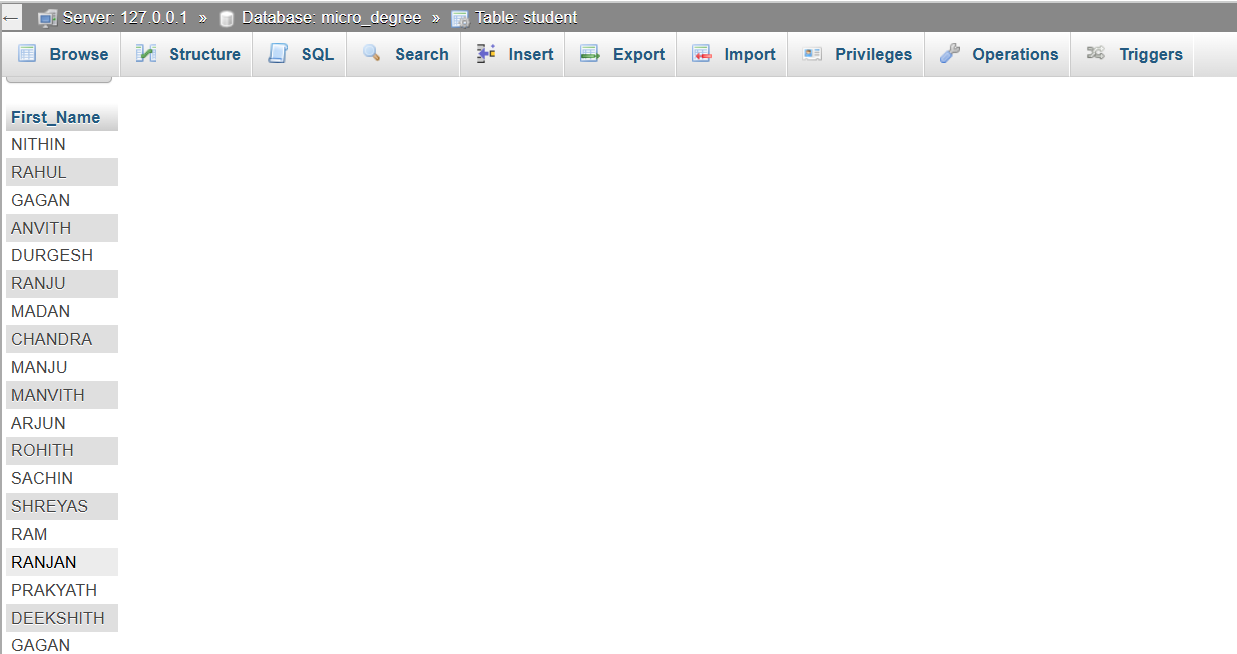 ← Server: 127.0.0.1 » Database: micro_degree » Table: student
Browse Structure SQL Search Insert Export Import Privileges Operations Triggers
First_Name
NITHIN
RAHUL
GAGAN
ANVITH
DURGESH
RANJU
MADAN
CHANDRA
MANJU
MANVITH
ARJUN
ROHITH
SACHIN
SHREYAS
RAM
RANJAN
PRAKYATH
DEEKSHITH
GAGAN